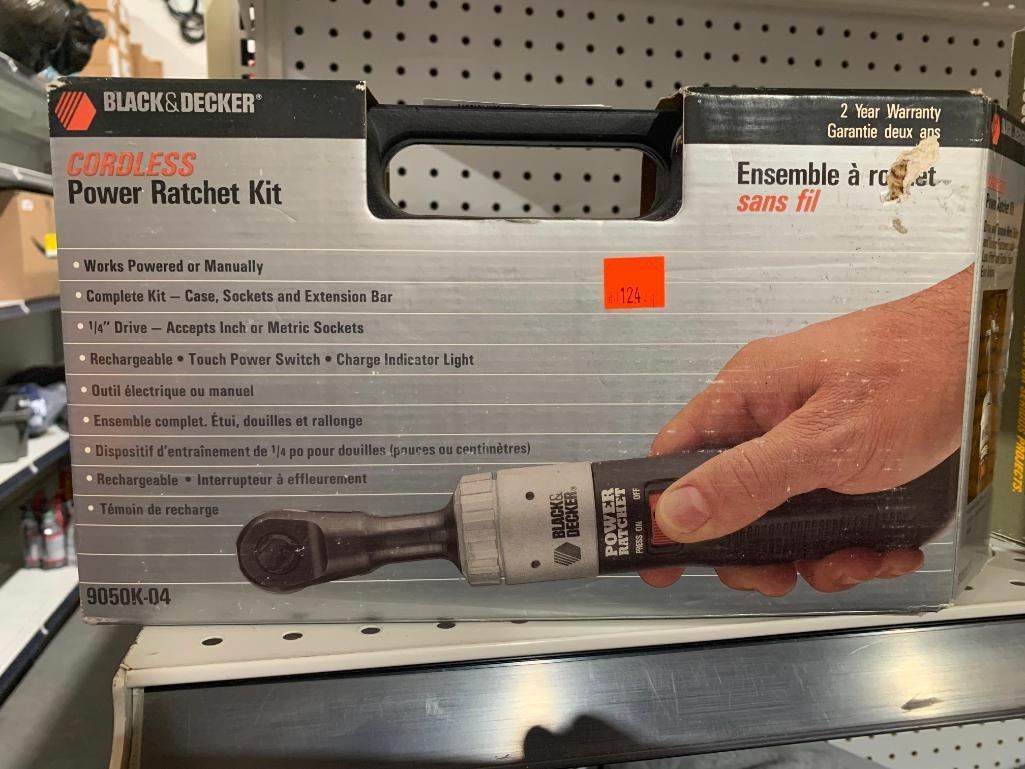 BLACK&DECKER®
2 Year Warranty
Garantie deux ans
CORDLESS
Power Ratchet Kit
Ensemble à
sans fil
124
• Works Powered or Manually
• Complete Kit – Case, Sockets and Extension Bar
• 1/4" Drive – Accepts Inch or Metric Sockets
• Rechargeable • Touch Power Switch • Charge Indicator Light
• Outil électrique ou manuel
• Ensemble complet. Étui, douilles et rallonge
• Dispositif d'entraînement de 1/4 po pour douilles (pouces ou centimètres)
• Rechargeable • Interrupteur à effleurement
• Témoin de recharge
BLACK&
DECKER®
POWER
RATCHET
PRESS ON OFF
9050K-04
PROJECTS.